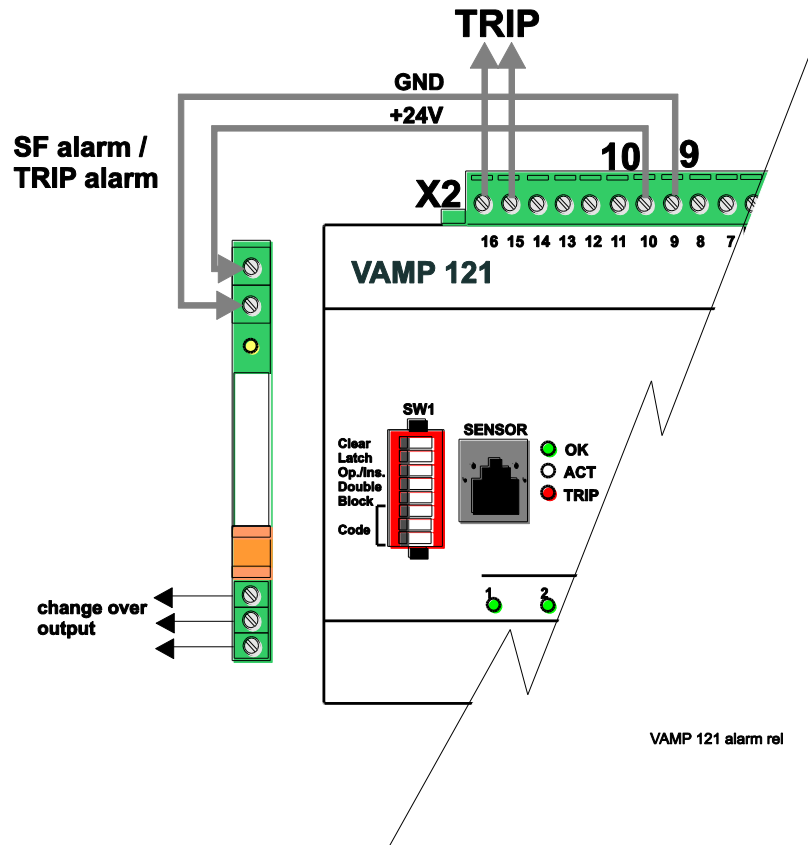 TRIP
GND
+24V
SF alarm /
TRIP alarm
10 9
X2
16 15 14 13 12 11 10 9 8 7
VAMP 121
SW1
SENSOR
Clear
Latch
Op./Ins.
Double
Block
Code
OK
ACT
TRIP
1 2
change over
output
VAMP 121 alarm rel